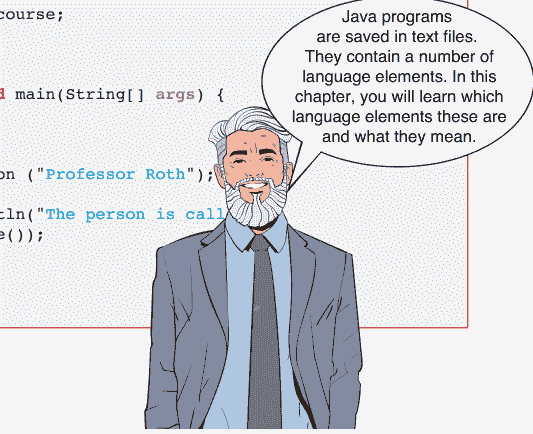 course;
Java programs
are saved in text files.
They contain a number of
language elements. In this
chapter, you will learn which
language elements these are
and what they mean.
main(String[] args) {
("Professor Roth");
("The person is call
());